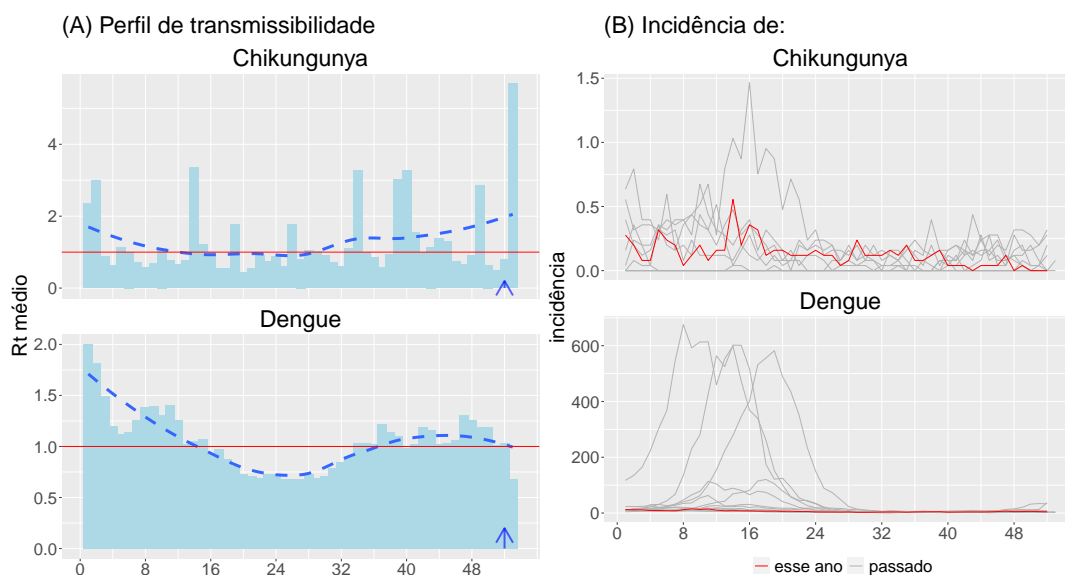 (A) Perfil de transmissibilidade
Chikungunya
4
2
0
Dengue
2.0
1.5
1.0
0.5
0.0
0 8 16 24 32 40 48
Rt médio
(B) Incidência de:
Chikungunya
1.5
1.0
0.5
0.0
Dengue
600
400
200
0
0 8 16 24 32 40 48
incidência
esse ano passado